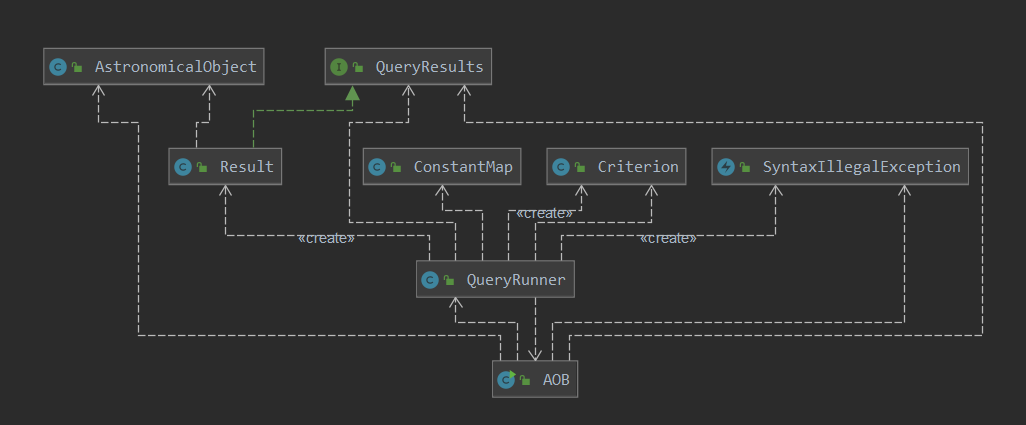 AstronomicalObject
QueryResults
Result
ConstantMap
Criterion
SyntaxIllegalException
«create»
«create»
«create»
QueryRunner
AOB